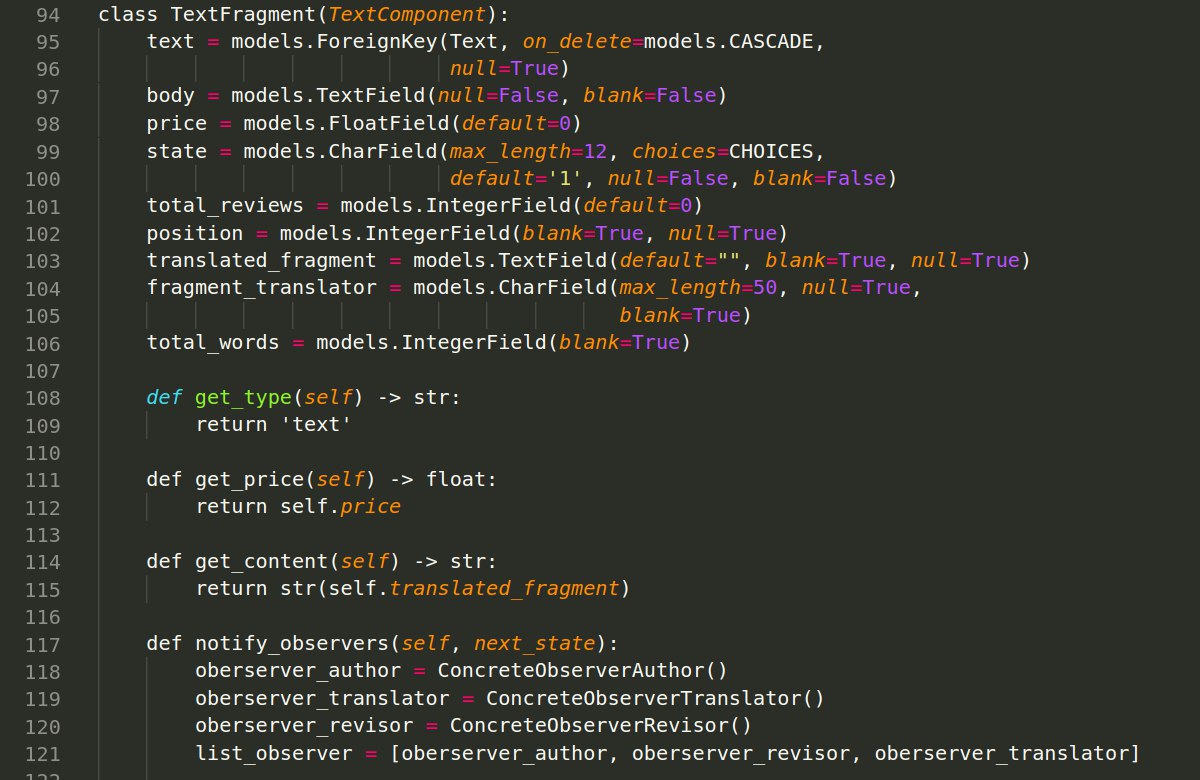 94 class TextFragment(TextComponent):
95 text = models.ForeignKey(Text, on_delete=models.CASCADE,
96 null=True)
97 body = models.TextField(null=False, blank=False)
98 price = models.FloatField(default=0)
99 state = models.CharField(max_length=12, choices=CHOICES,
100 default='1', null=False, blank=False)
101 total_reviews = models.IntegerField(default=0)
102 position = models.IntegerField(blank=True, null=True)
103 translated_fragment = models.TextField(default="", blank=True, null=True)
104 fragment_translator = models.CharField(max_length=50, null=True,
105 blank=True)
106 total_words = models.IntegerField(blank=True)
107
108 def get_type(self) -> str:
109 return 'text'
110
111 def get_price(self) -> float:
112 return self.price
113
114 def get_content(self) -> str:
115 return str(self.translated_fragment)
116
117 def notify_observers(self, next_state):
118 oberserver_author = ConcreteObserverAuthor()
119 oberserver_translator = ConcreteObserverTranslator()
120 oberserver_revisor = ConcreteObserverRevisor()
121 list_observer = [oberserver_author, oberserver_revisor, oberserver_translator]